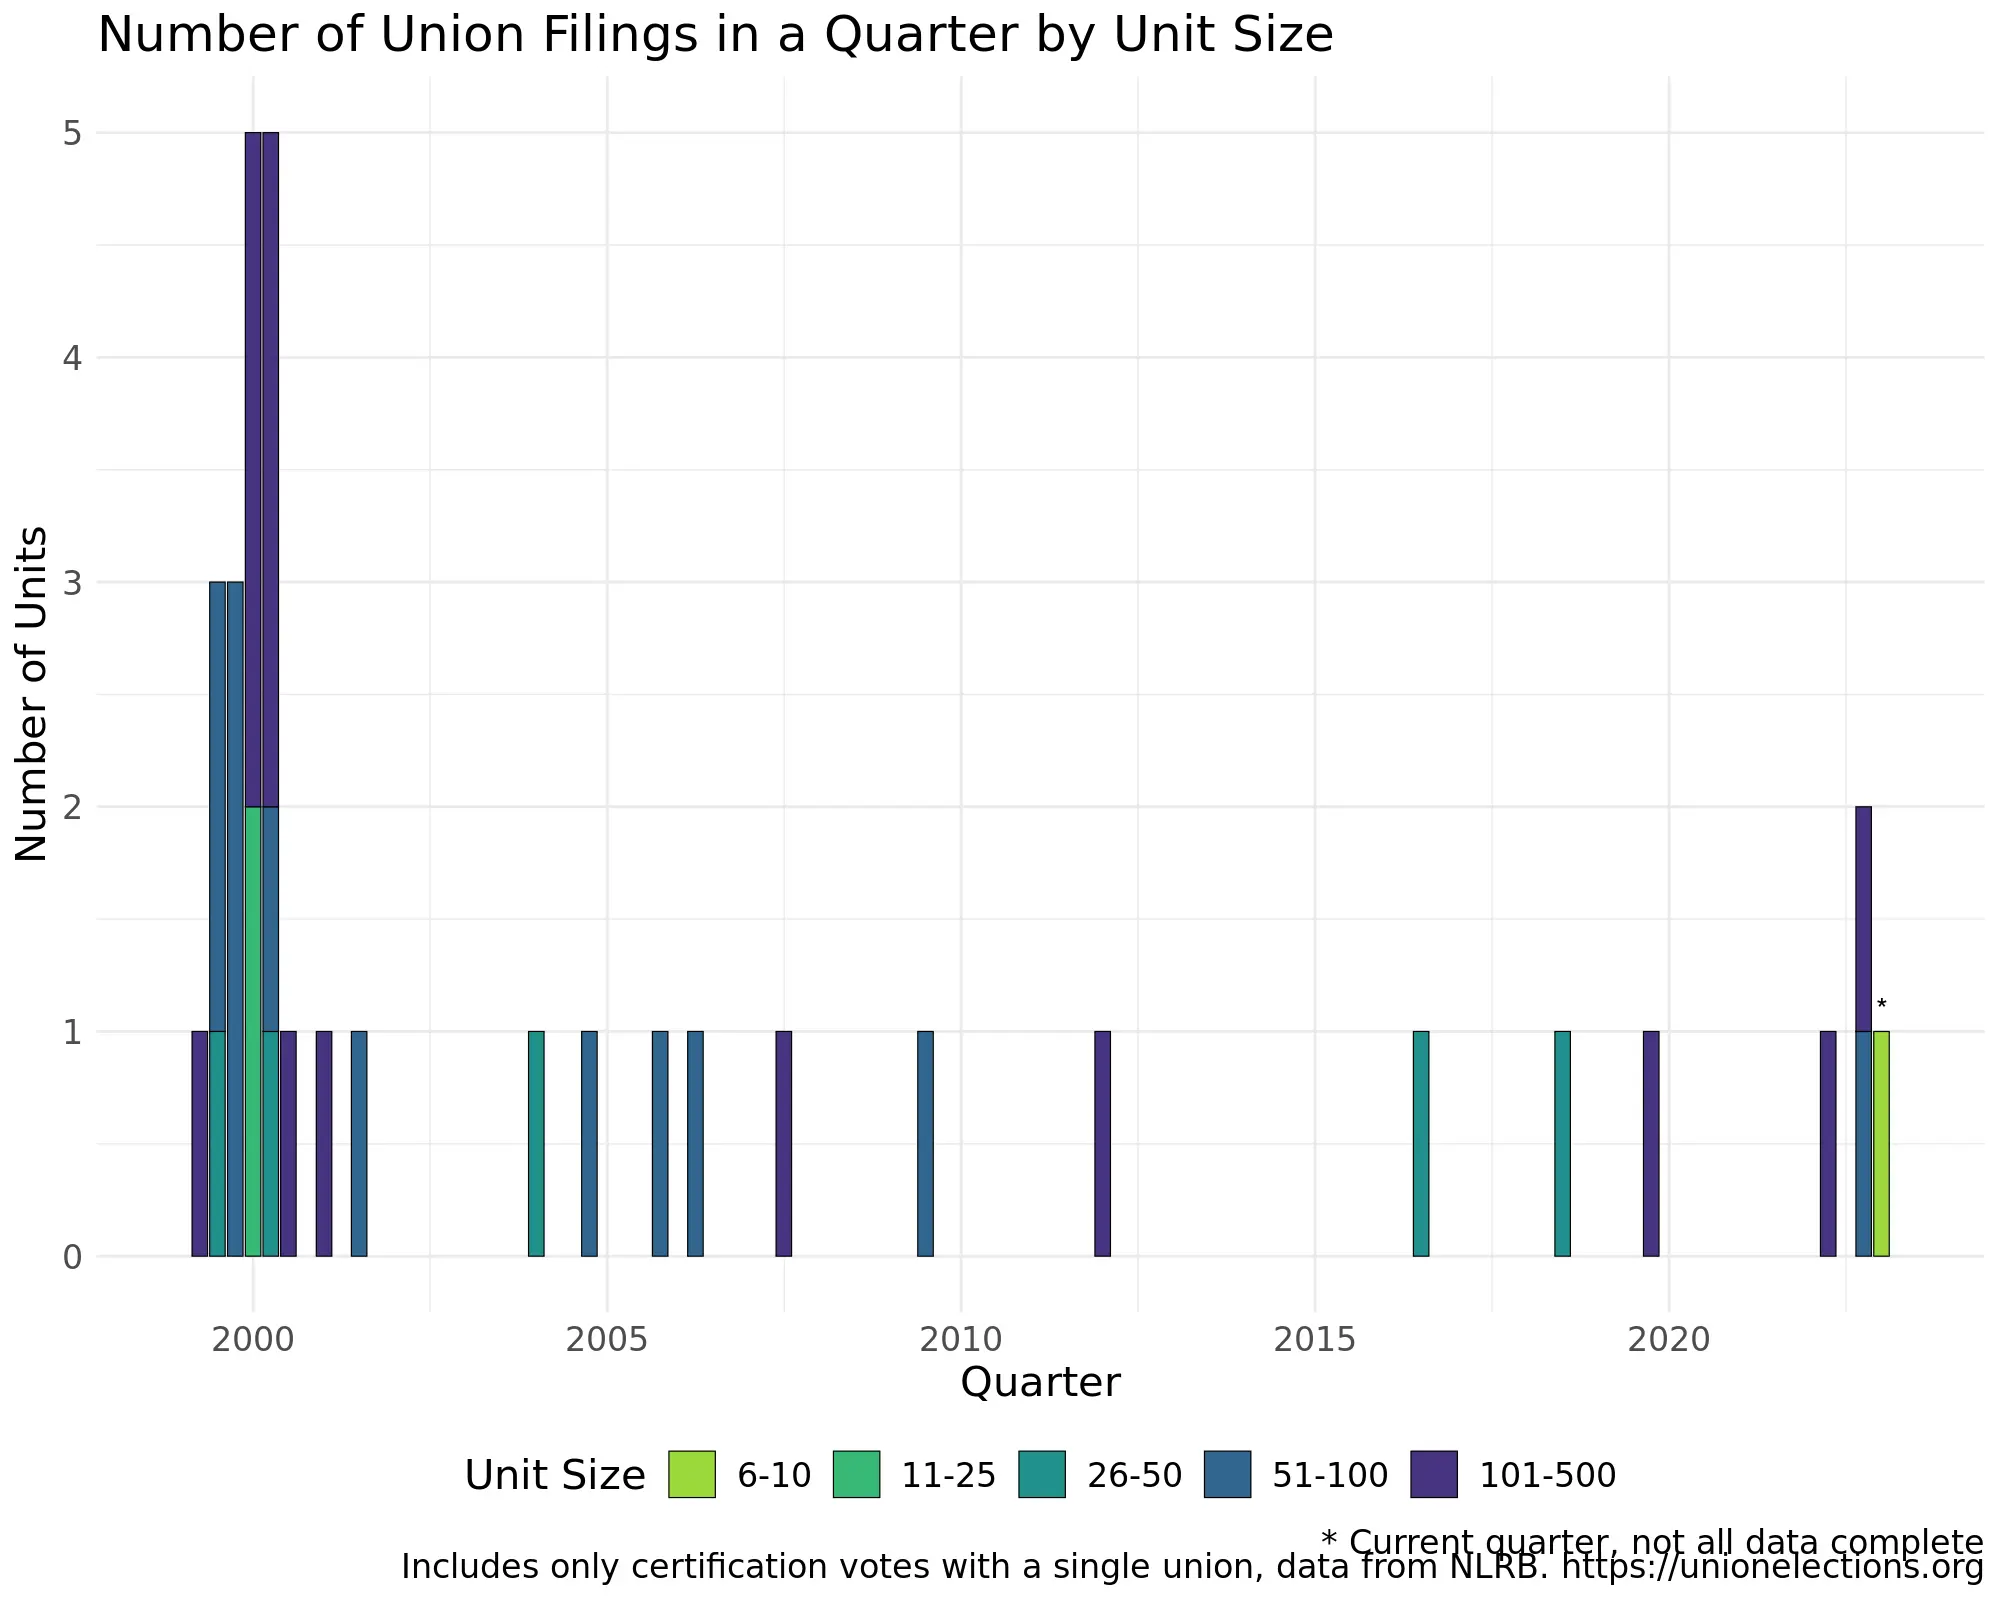 Number of Union Filings in a Quarter by Unit Size
Number of Units
5
4
3
2
1
0
*
2000 2005 2010 2015 2020
Quarter
Unit Size 6-10 11-25 26-50 51-100 101-500
* Current quarter, not all data complete
Includes only certification votes with a single union, data from NLRB. https://unionelections.org